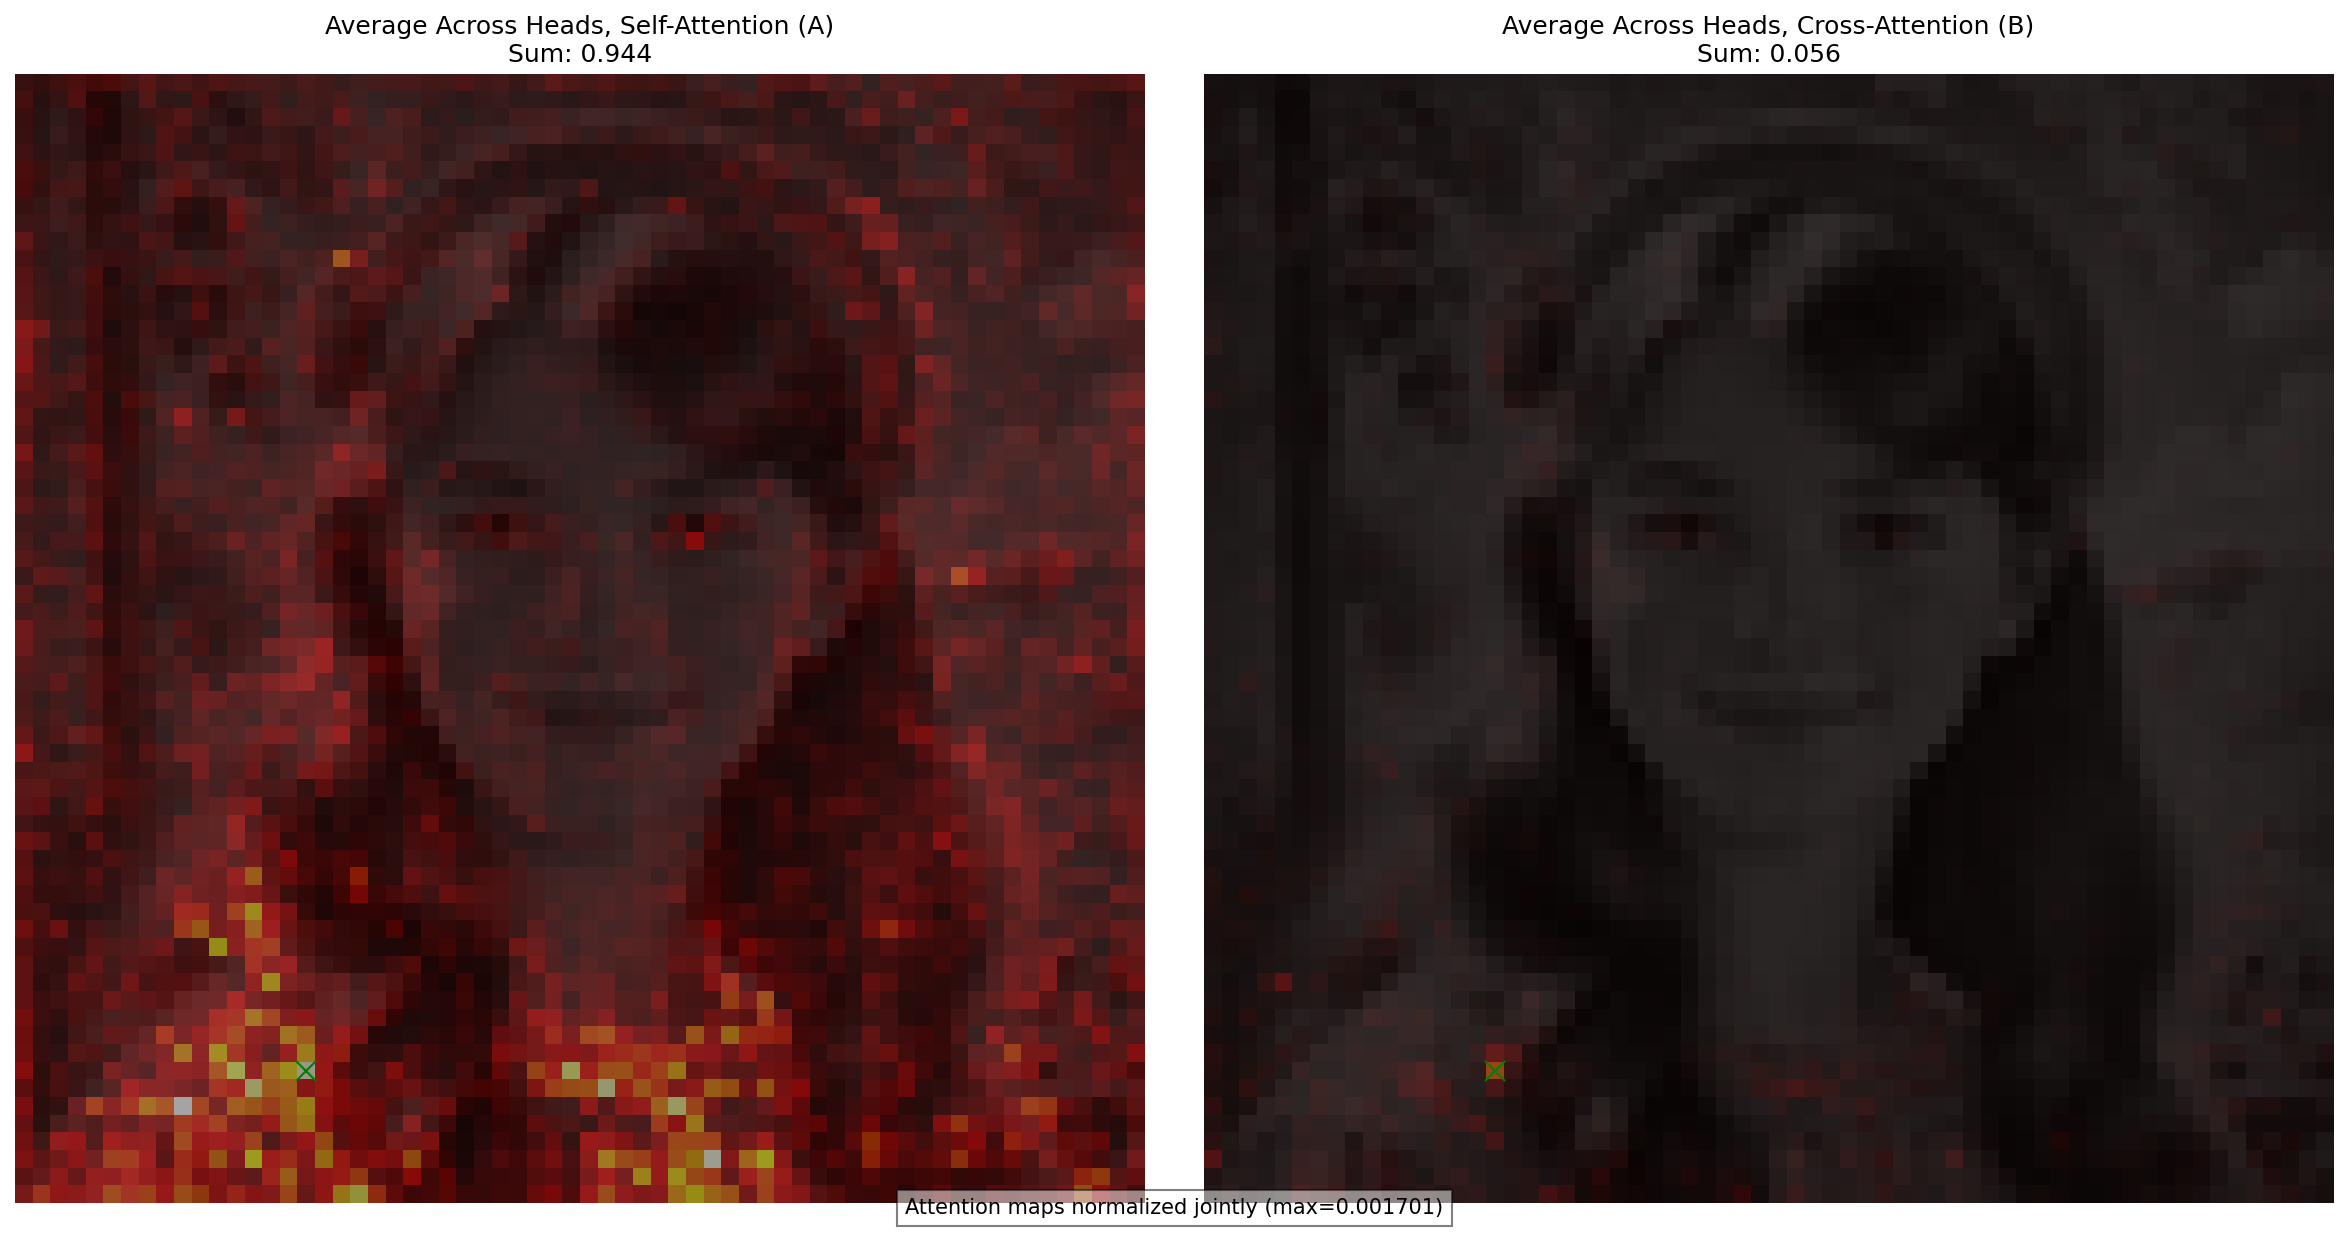 Average Across Heads, Self-Attention (A)
Sum: 0.944
Average Across Heads, Cross-Attention (B)
Sum: 0.056
Attention maps normalized jointly (max=0.001701)